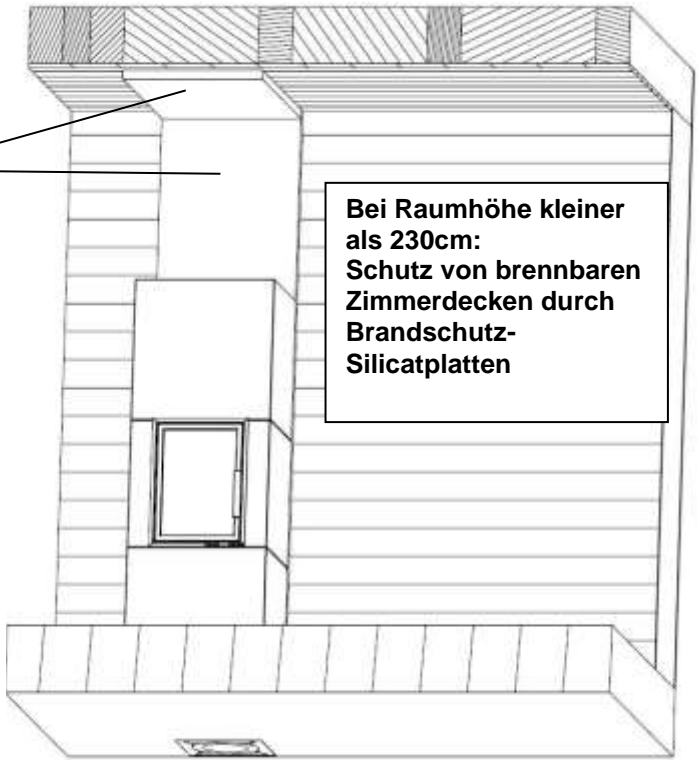 Bei Raumhöhe kleiner
als 230cm:
Schutz von brennbaren
Zimmerdecken durch
Brandschutz-
Silicatplatten